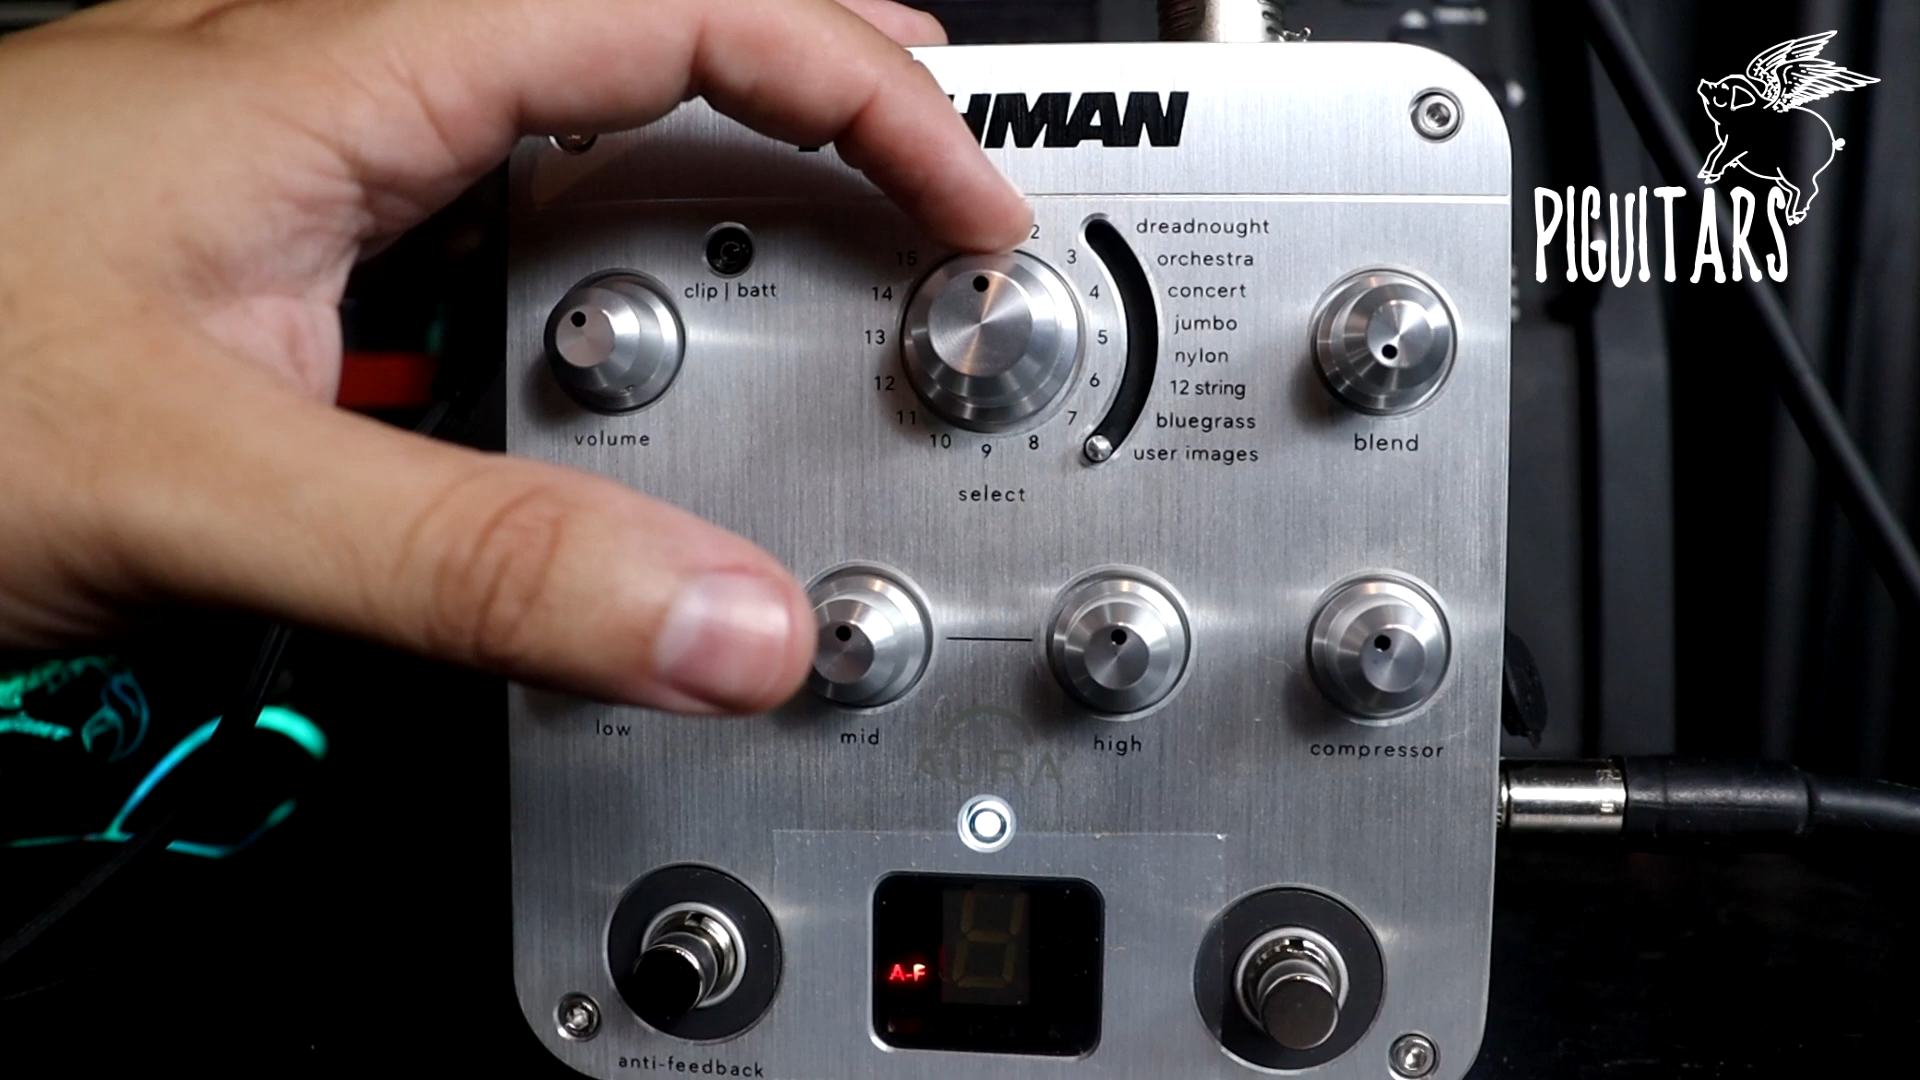 HMAN
PIGUITARS
clip | batt
volume
2
3
4
5
6
7
8
9
10
11
12
13
14
15
select
dreadnought
orchestra
concert
jumbo
nylon
12 string
bluegrass
user images
blend
low
mid
high
compressor
AURA
A-F
anti-feedback